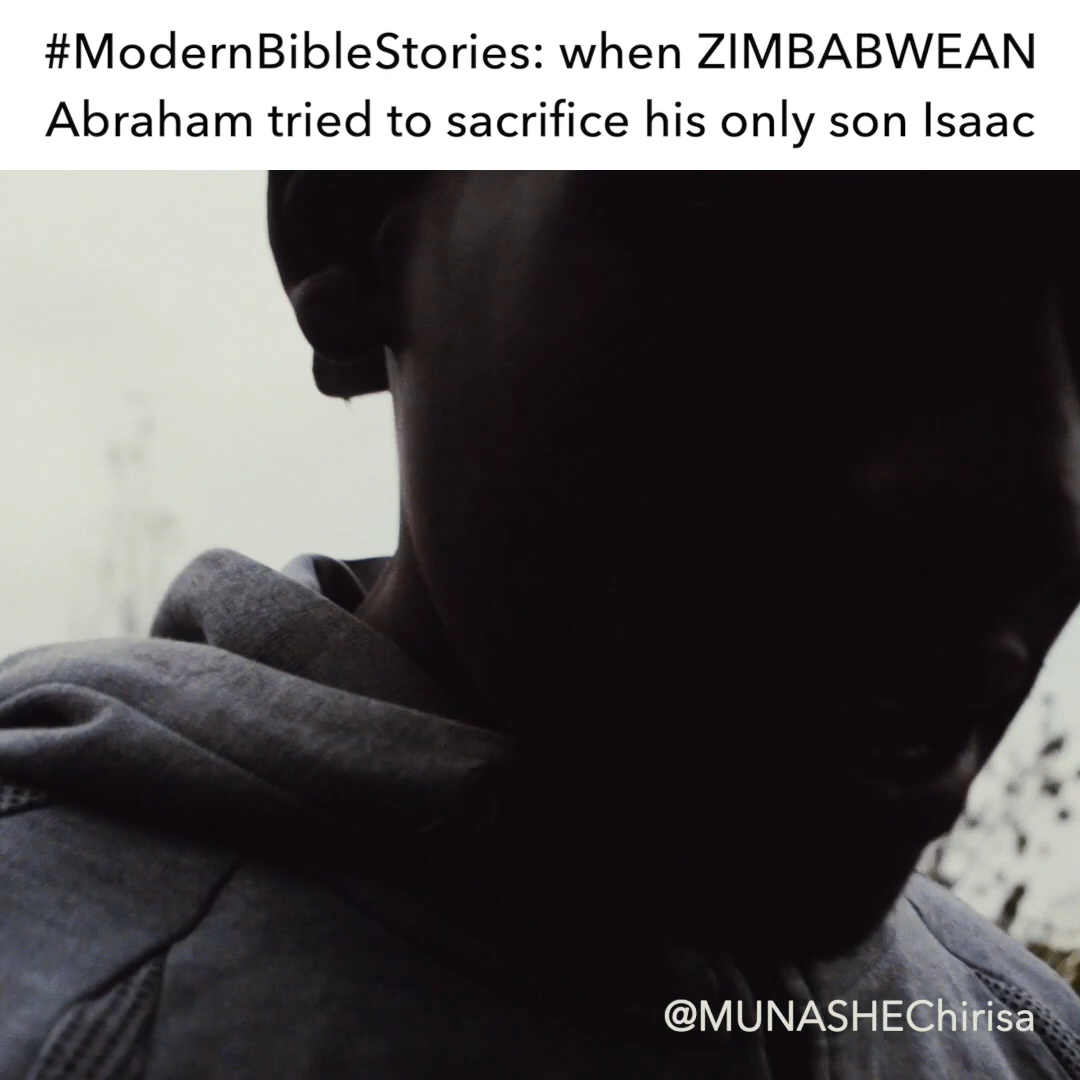 #ModernBibleStories: when ZIMBABWEAN
Abraham tried to sacrifice his only son Isaac
@MUNASHEChirisa